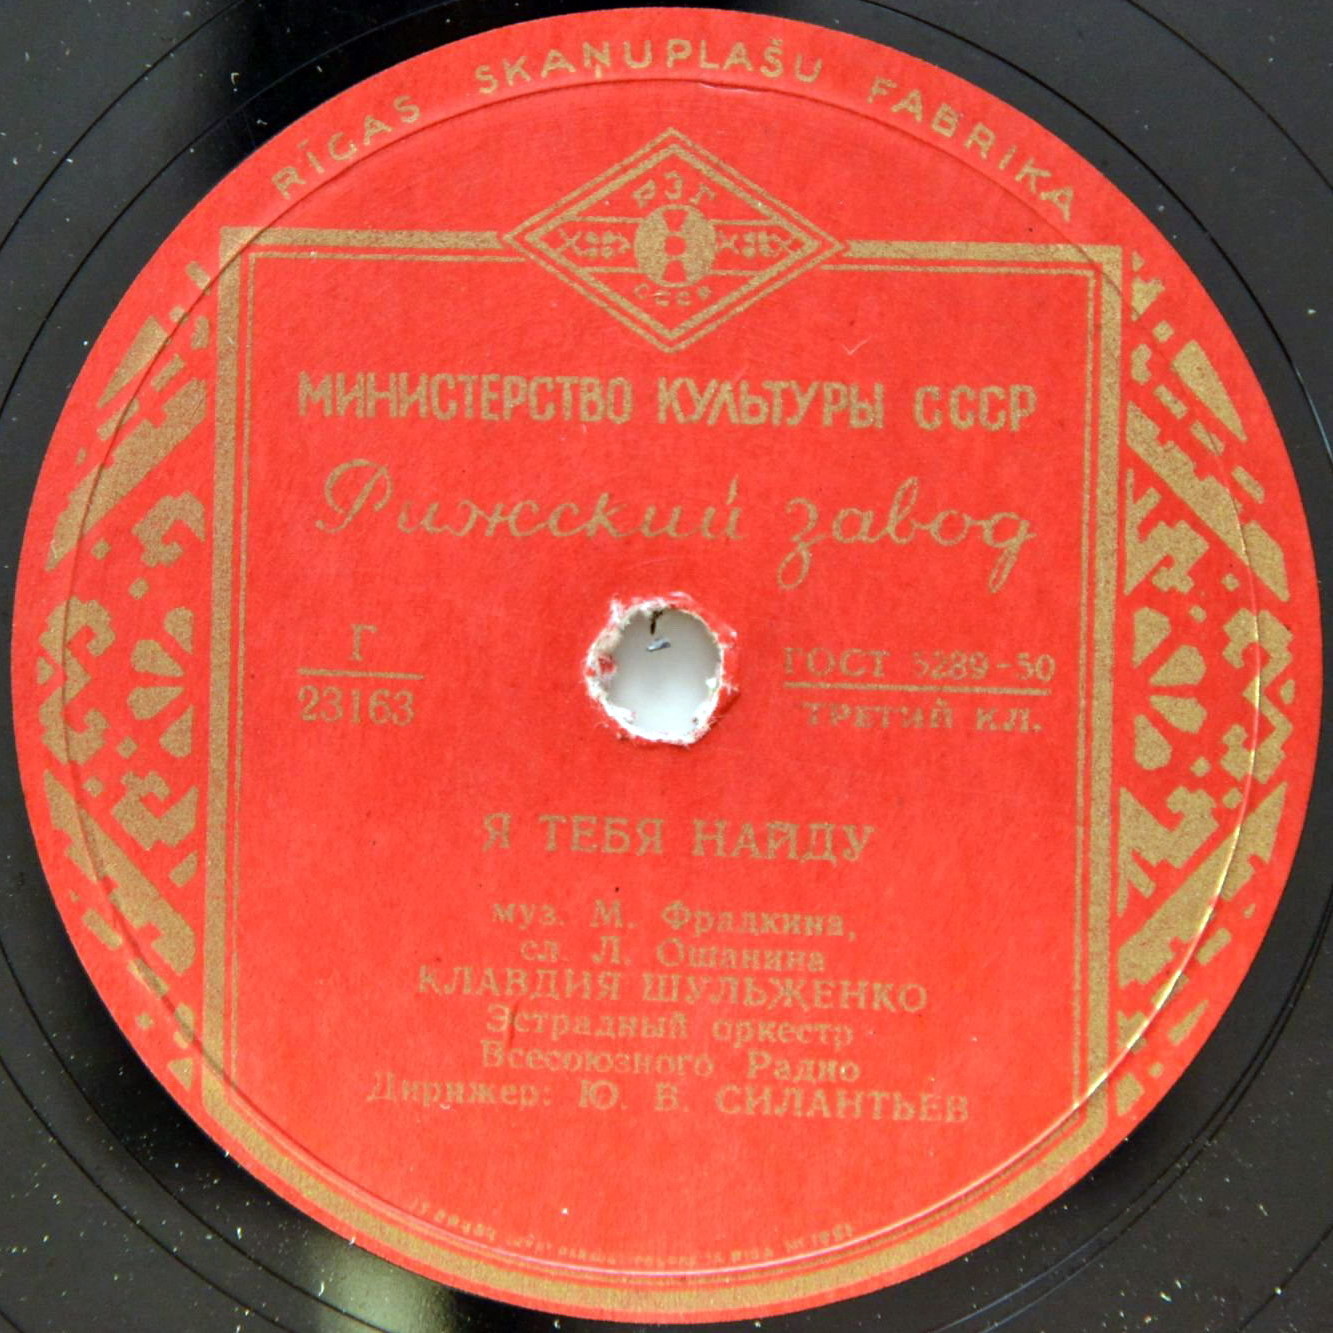 RĪGAS SKAŅUPLAŠU FABRIKA
РЗГ
СССР
МИНИСТЕРСТВО КУЛЬТУРЫ СССР
Рижский завод
Г
23163
ГОСТ 5289-50
ТРЕТИЙ КЛ.
Я ТЕБЯ НАЙДУ
муз. М. Фрадкина,
сл. Л. Ошанина
КЛАВДИЯ ШУЛЬЖЕНКО
Эстрадный оркестр
Всесоюзного Радио
Дирижер: Ю. В. СИЛАНТЬЕВ